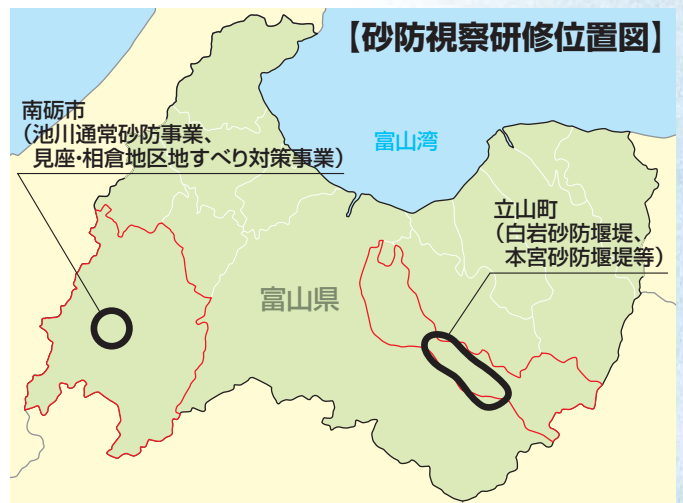 【砂防視察研修位置図】
南砺市
（池川通常砂防事業、
見座・相倉地区地すべり対策事業）
富山湾
立山町
（白岩砂防堰堤、
本宮砂防堰堤等）
富山県